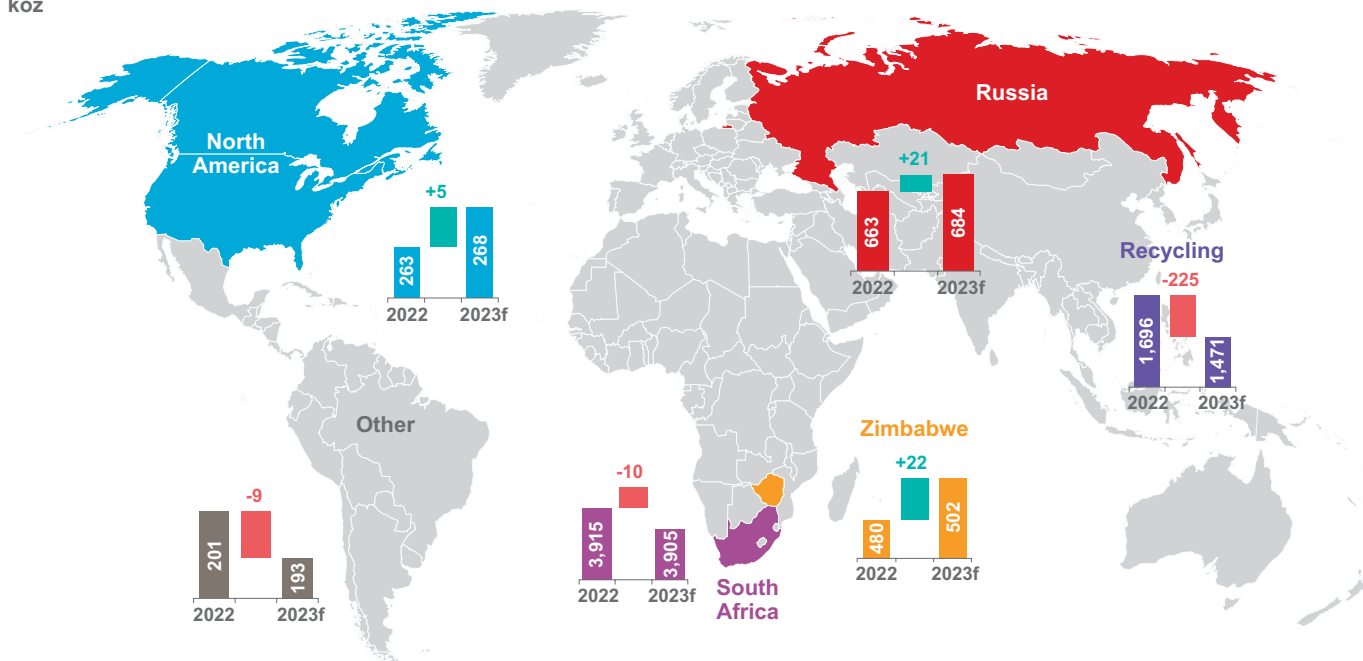 koz
North
America
+5
263
268
2022
2023f
Russia
+21
663
684
2022
2023f
Recycling
-225
1,696
1,471
2022
2023f
Other
-9
201
193
2022
2023f
-10
3,915
3,905
2022
2023f
South
Africa
Zimbabwe
+22
480
502
2022
2023f